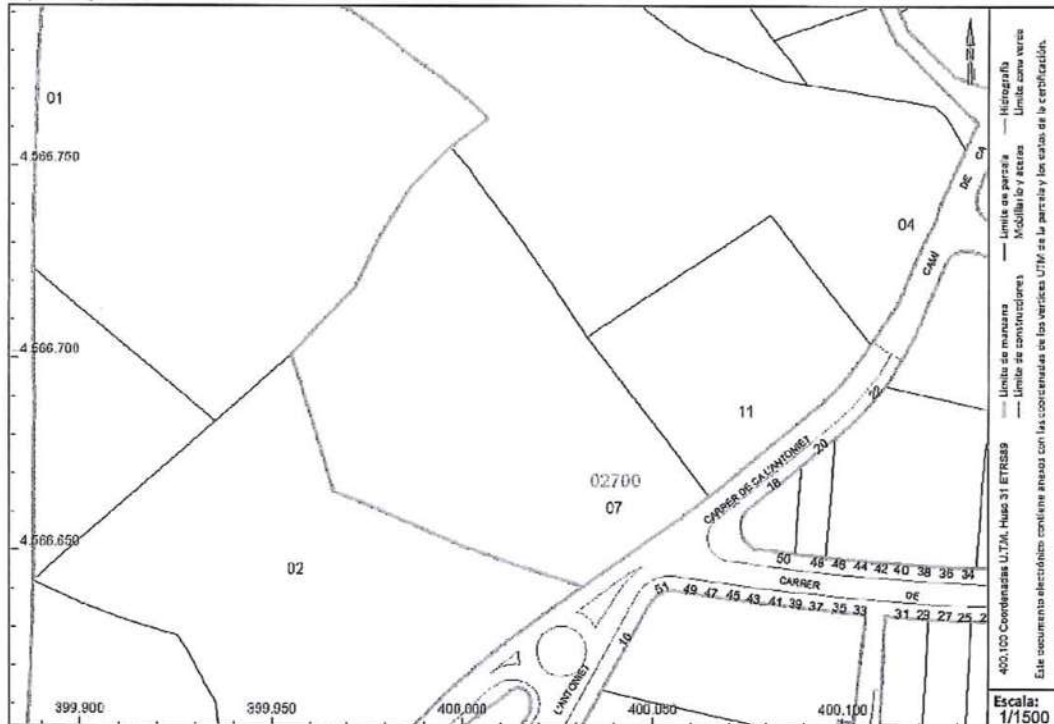 01
4.566.750
4.566.700
4.566.650
02
02700
07
11
04
CARRER DE CA L'ANTONIET
18
20
22
CAMÍ
DE
CA
50
48
46
44
42
40
38
36
34
CARRER
DE
51
49
47
45
43
41
39
37
35
33
31
29
27
25
10
L'ANTONIET
399.900
399.950
400.000
400.050
400.100
N
400.100 Coordenadas U.T.M. Huso 31 ETRS89
Límite de manzana
Límite de parcela
Hidrografía
Límite de construcciones
Mobiliario y aceras
Límite zona verde
Este documento electrónico contiene anexos con las coordenadas de los vértices UTM de la parcela y los datos de la certificación.
Escala:
1/1500